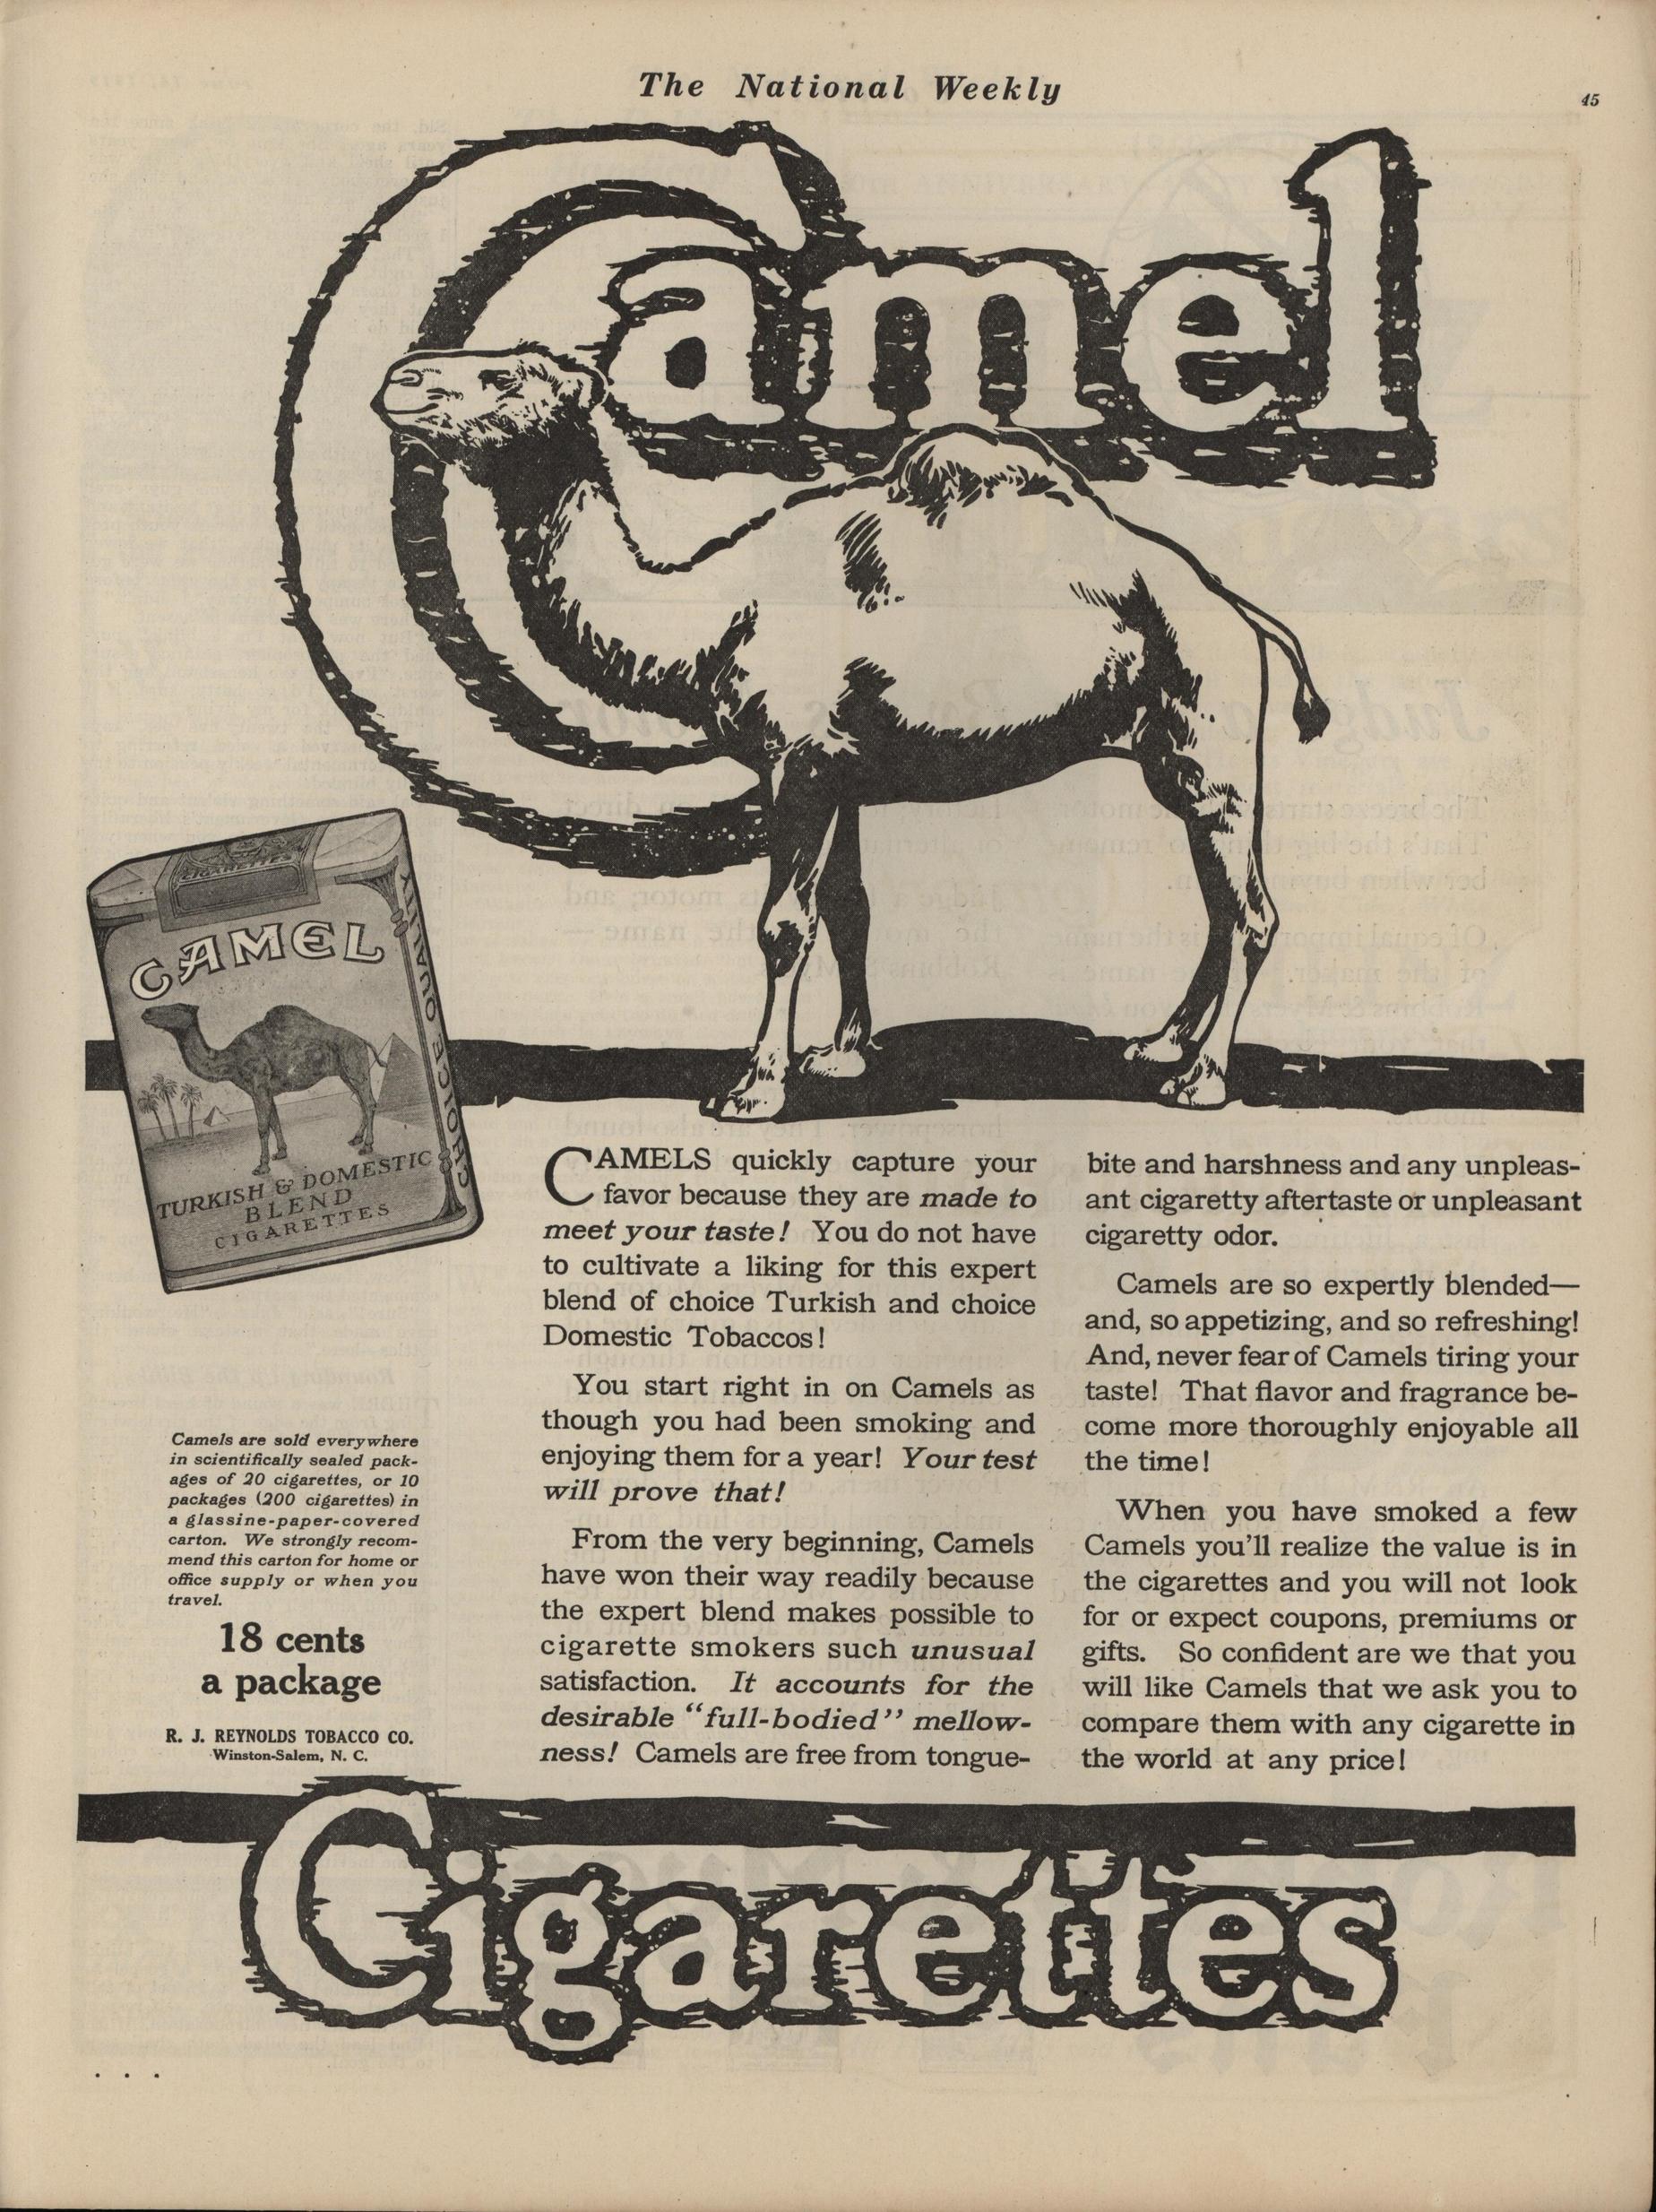 The National Weekly
45
Camel
CIGARETTES
CAMEL
CHOICE QUALITY
TURKISH & DOMESTIC
BLEND
CIGARETTES
Camels are sold everywhere
in scientifically sealed pack-
ages of 20 cigarettes, or 10
packages (200 cigarettes) in
a glassine-paper-covered
carton. We strongly recom-
mend this carton for home or
office supply or when you
travel.
18 cents
a package
R. J. REYNOLDS TOBACCO CO.
Winston-Salem, N. C.
CAMELS quickly capture your
favor because they are made to
meet your taste! You do not have
to cultivate a liking for this expert
blend of choice Turkish and choice
Domestic Tobaccos!
You start right in on Camels as
though you had been smoking and
enjoying them for a year! Your test
will prove that!
From the very beginning, Camels
have won their way readily because
the expert blend makes possible to
cigarette smokers such unusual
satisfaction. It accounts for the
desirable “full-bodied” mellow-
ness! Camels are free from tongue-
bite and harshness and any unpleas-
ant cigaretty aftertaste or unpleasant
cigaretty odor.
Camels are so expertly blended—
and, so appetizing, and so refreshing!
And, never fear of Camels tiring your
taste! That flavor and fragrance be-
come more thoroughly enjoyable all
the time!
When you have smoked a few
Camels you'll realize the value is in
the cigarettes and you will not look
for or expect coupons, premiums or
gifts. So confident are we that you
will like Camels that we ask you to
compare them with any cigarette in
the world at any price!
Cigarettes